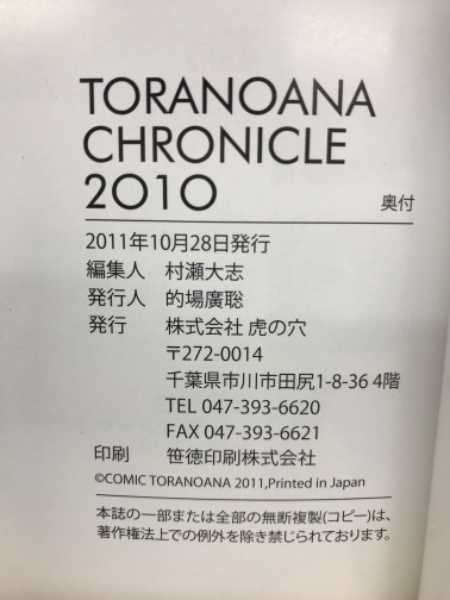 TORANOANA
CHRONICLE
2010
奥付
2011年10月28日発行
編集人 村瀬大志
発行人 的場廣聡
発行 株式会社 虎の穴
〒272-0014
千葉県市川市田尻1-8-36 4階
TEL 047-393-6620
FAX 047-393-6621
印刷 笹徳印刷株式会社
©COMIC TORANOANA 2011,Printed in Japan
本誌の一部または全部の無断複製(コピー)は、
著作権法上での例外を除き禁じられております。